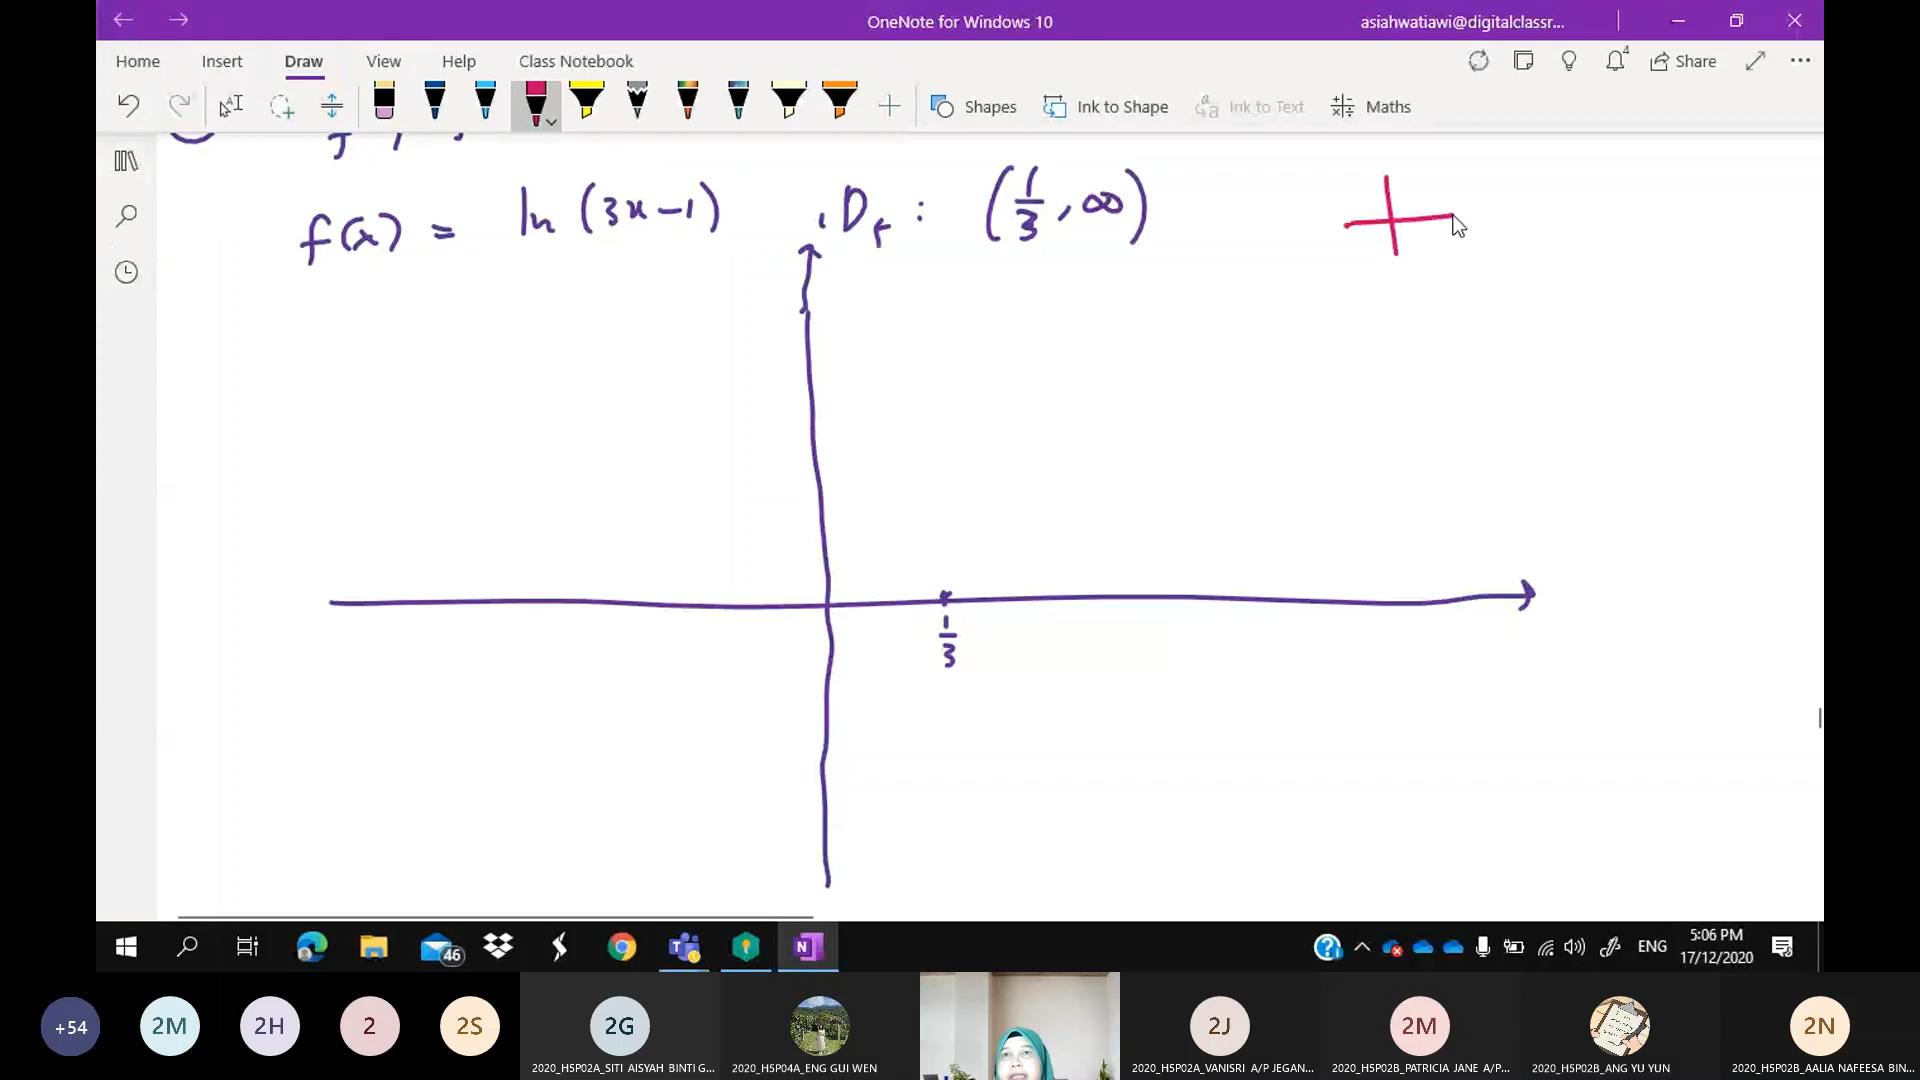 OneNote for Windows 10
asiahwatiawi@digitalclassr...
Home Insert Draw View Help Class Notebook
4 Share
Shapes Ink to Shape Ink to Text Maths
f(x) = ln (3x-1) , Df : (1/3, ∞)
1/3
46
ENG
5:06 PM
17/12/2020
+54
2M
2H
2
2S
2G
2J
2M
2N
2020_H5P02A_SITI AISYAH BINTI G...
2020_H5P04A_ENG GUI WEN
2020_H5P02A_VANISRI A/P JEGAN...
2020_H5P02B_PATRICIA JANE A/P...
2020_H5P02B_ANG YU YUN
2020_H5P02B_AALIA NAFEESA BIN...